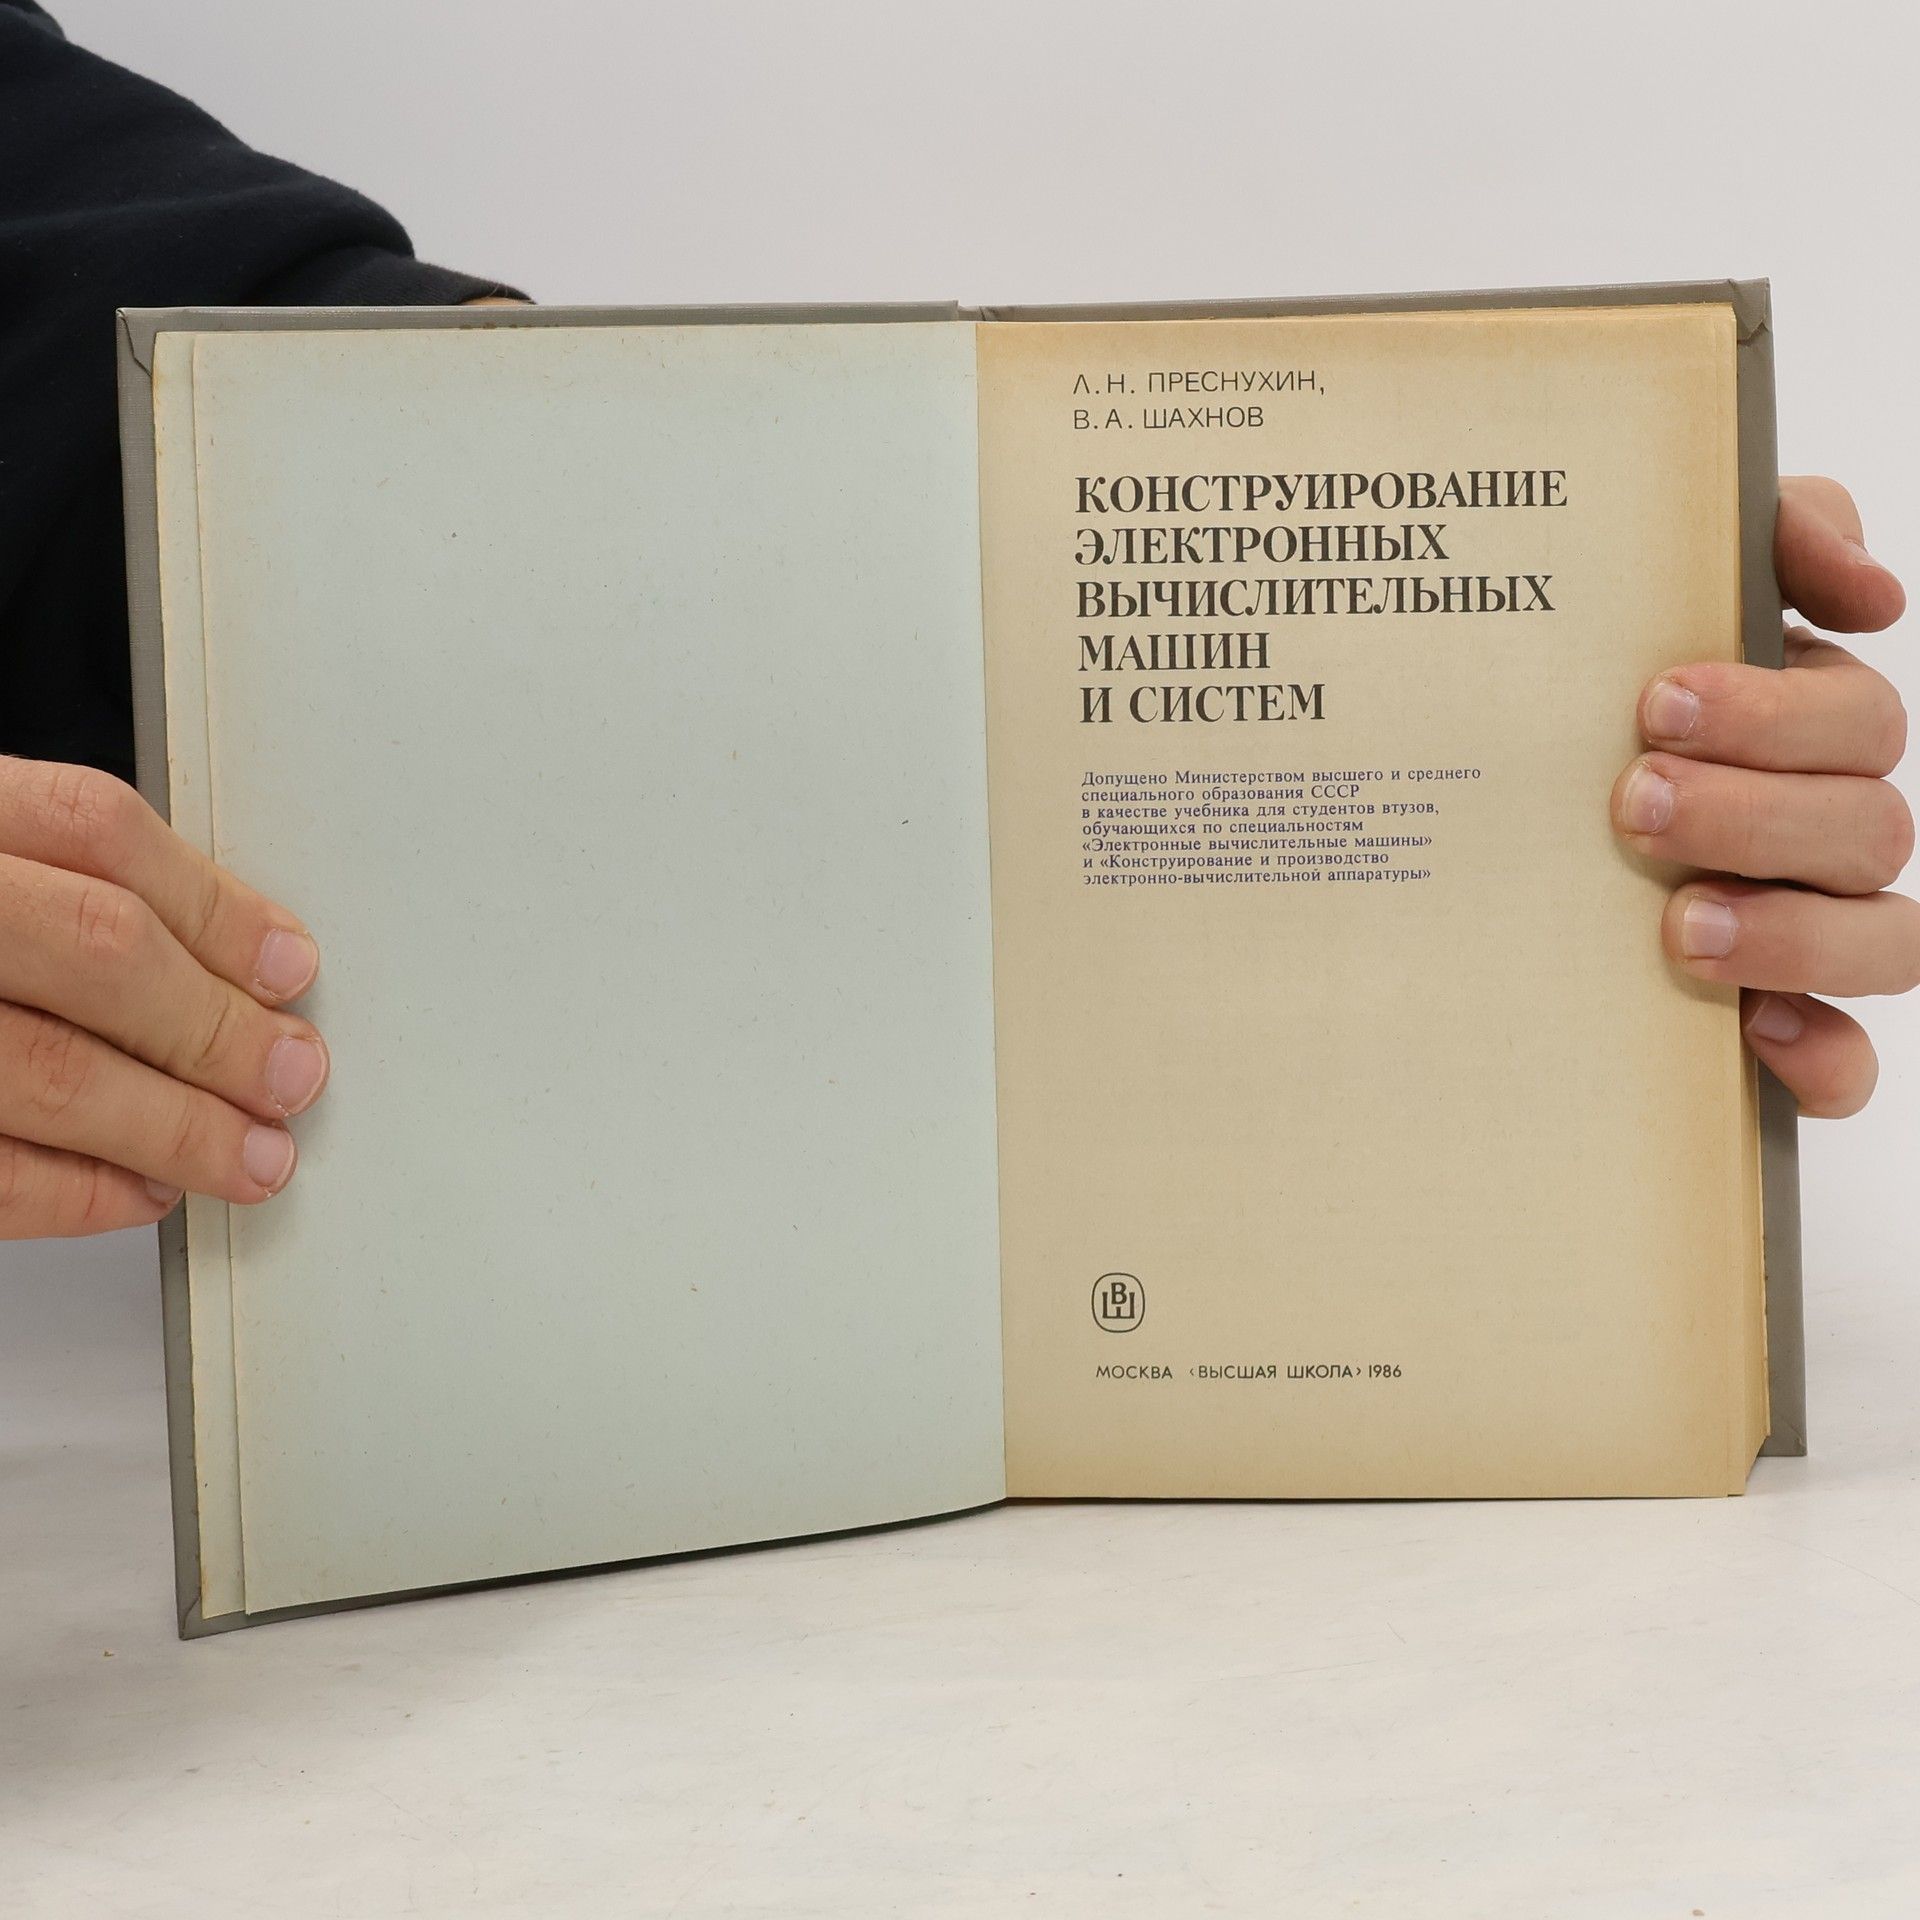 Л. Н. ПРЕСНУХИН,
В. А. ШАХНОВ
КОНСТРУИРОВАНИЕ
ЭЛЕКТРОННЫХ
ВЫЧИСЛИТЕЛЬНЫХ
МАШИН
И СИСТЕМ
Допущено Министерством высшего и среднего
специального образования СССР
в качестве учебника для студентов втузов,
обучающихся по специальностям
«Электронные вычислительные машины»
и «Конструирование и производство
электронно-вычислительной аппаратуры»
ВШ
МОСКВА ‹ВЫСШАЯ ШКОЛА› 1986